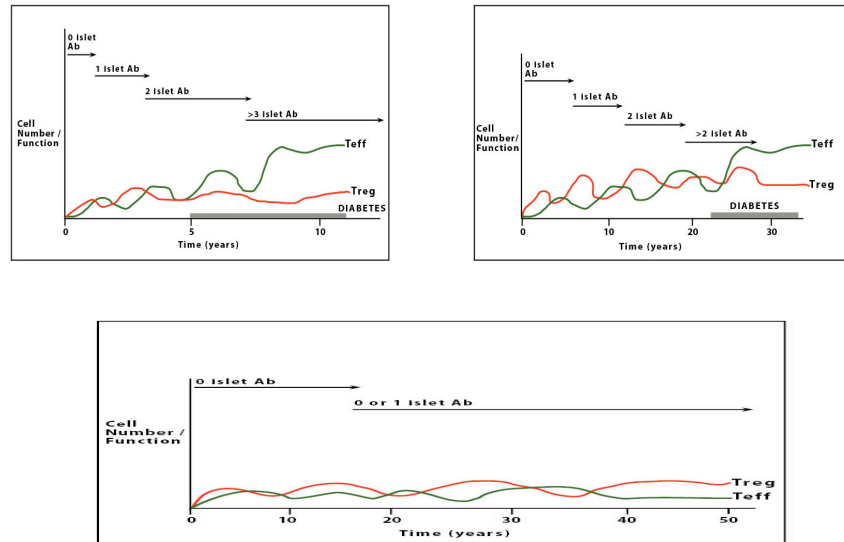 0 islet
Ab
1 islet Ab
2 islet Ab
>3 islet Ab
Cell
Number /
Function
Teff
Treg
DIABETES
0
5
10
Time (years)
0 islet
Ab
1 islet Ab
2 islet Ab
>2 islet Ab
Cell
Number/
Function
Teff
Treg
DIABETES
0
10
20
30
Time (years)
0 islet Ab
0 or 1 islet Ab
Cell
Number /
Function
Treg
Teff
0
10
20
30
40
50
Time (years)